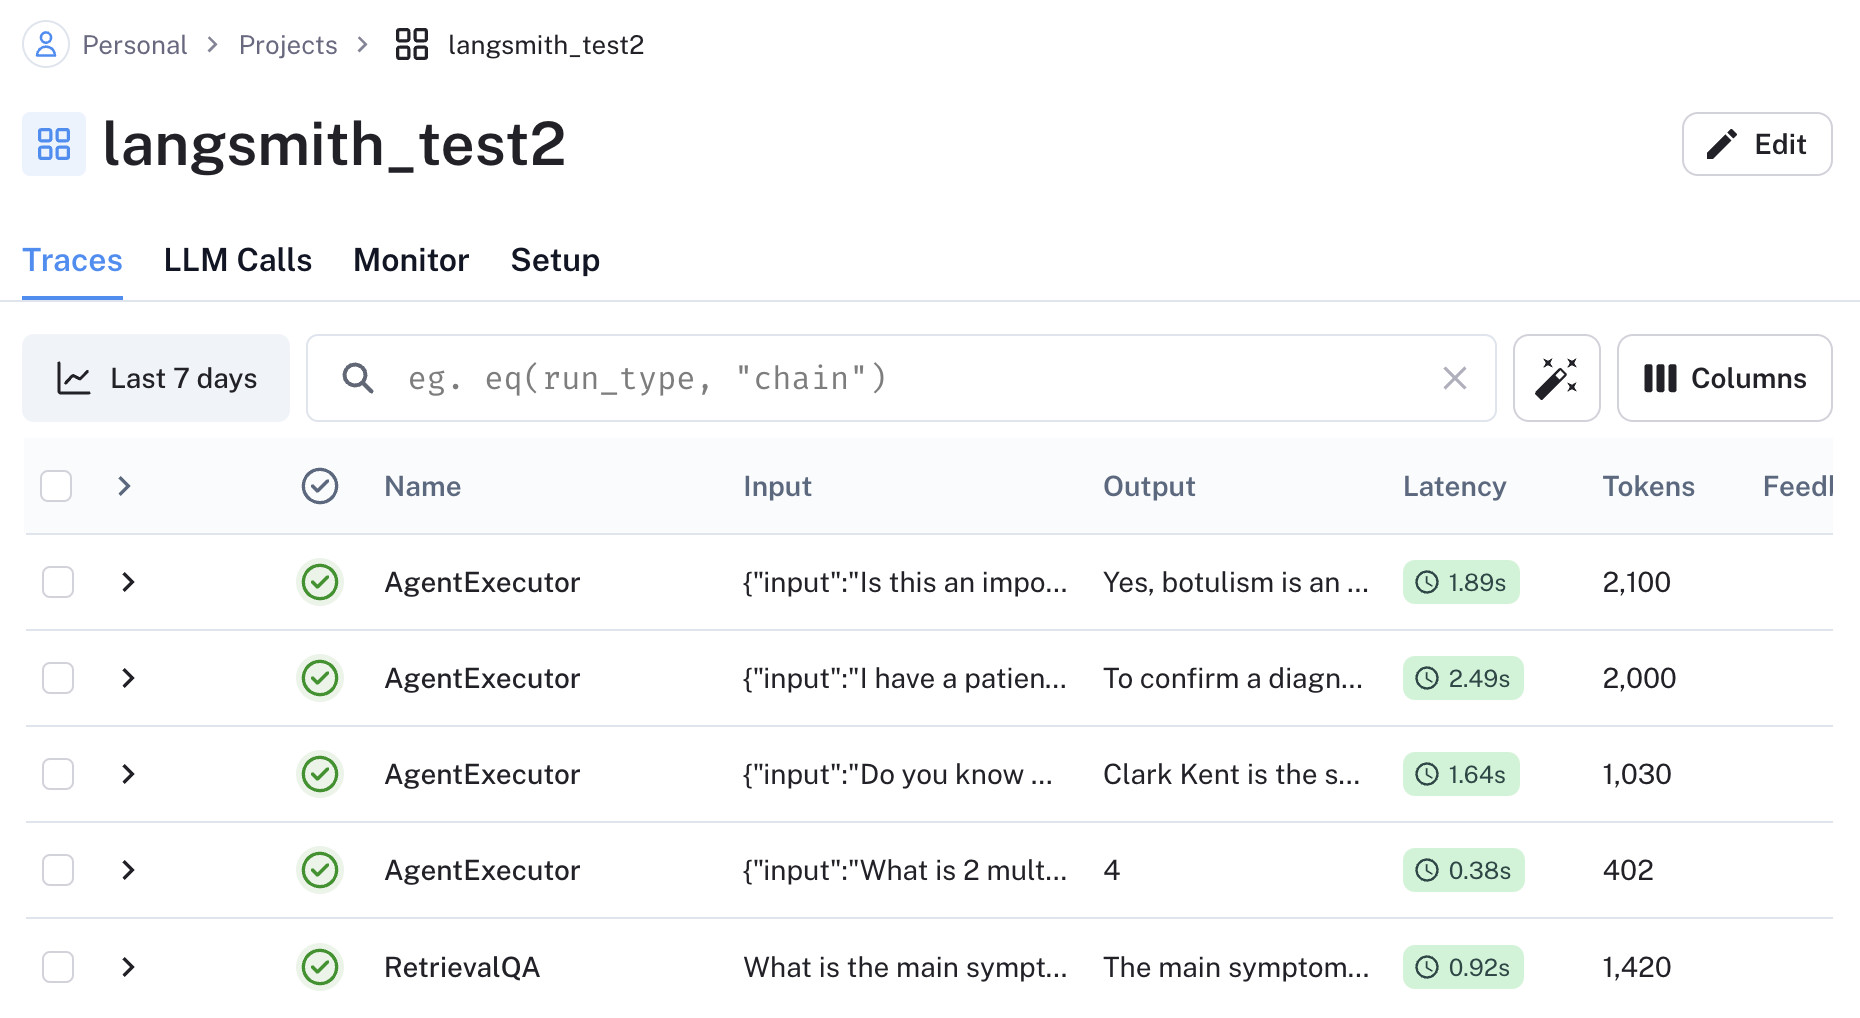 Personal > Projects > langsmith_test2
langsmith_test2
Edit
Traces LLM Calls Monitor Setup
Last 7 days eg. eq(run_type, "chain") Columns
Name Input Output Latency Tokens Feedl
AgentExecutor {"input":"Is this an impo... Yes, botulism is an ... 1.89s 2,100
AgentExecutor {"input":"I have a patien... To confirm a diagn... 2.49s 2,000
AgentExecutor {"input":"Do you know ... Clark Kent is the s... 1.64s 1,030
AgentExecutor {"input":"What is 2 mult... 4 0.38s 402
RetrievalQA What is the main sympt... The main symptom... 0.92s 1,420